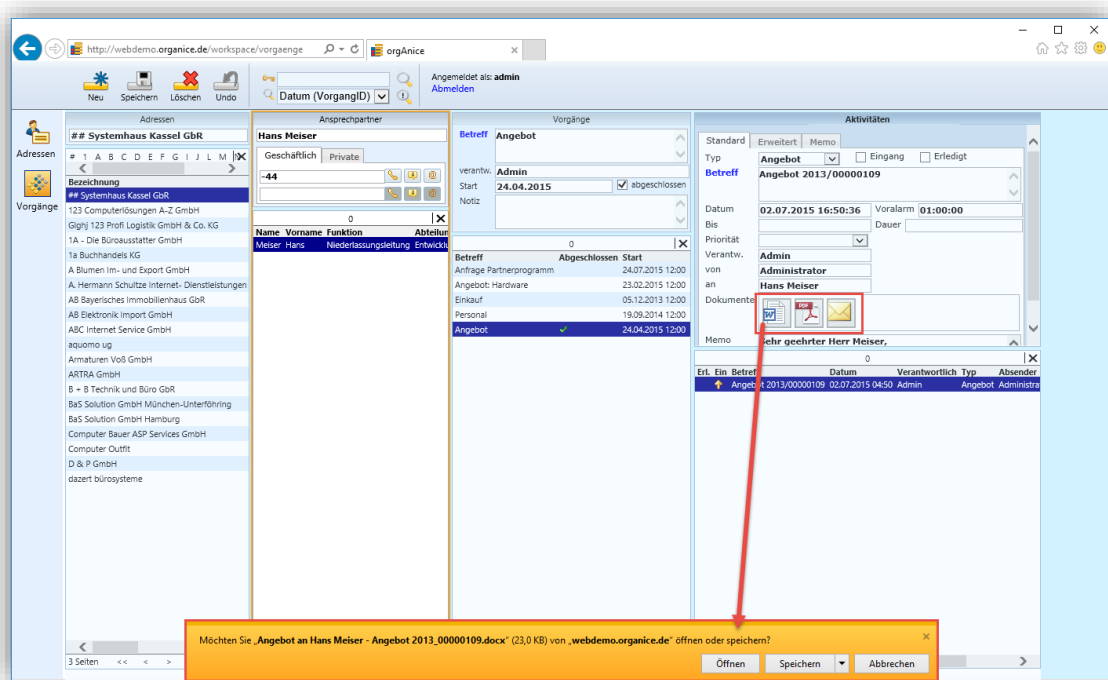 http://webdemo.organice.de/workspace/vorgaenge
orgAnice
Neu
Speichern
Löschen
Undo
Datum (VorgangID)
Angemeldet als: admin
Abmelden
Adressen
Vorgänge
Adressen
## Systemhaus Kassel GbR
# 1 A B C D E F G I J L M
Bezeichnung
## Systemhaus Kassel GbR
123 Computerlösungen A-Z GmbH
Gighj 123 Profi Logistik GmbH & Co. KG
1A - Die Büroausstatter GmbH
1a Buchhandels KG
A Blumen Im- und Export GmbH
A. Hermann Schultze Internet- Dienstleistungen
AB Bayerisches Immobilienhaus GbR
AB Elektronik Import GmbH
ABC Internet Service GmbH
aquomo ug
Armaturen Voß GmbH
ARTRA GmbH
B + B Technik und Büro GbR
BaS Solution GmbH München-Unterföhring
BaS Solution GmbH Hamburg
Computer Bauer ASP Services GmbH
Computer Outfit
D & P GmbH
dazert bürosysteme
3 Seiten << < >
Ansprechpartner
Hans Meiser
Geschäftlich Private
-44
0
Name Vorname Funktion Abteilun
Meiser Hans Niederlassungsleitung Entwicklu
Vorgänge
Betreff Angebot
verantw. Admin
Start 24.04.2015 abgeschlossen
Notiz
0
Betreff Abgeschlossen Start
Anfrage Partnerprogramm 24.07.2015 12:00
Angebot: Hardware 23.02.2015 12:00
Einkauf 05.12.2013 12:00
Personal 19.09.2014 12:00
Angebot 24.04.2015 12:00
Aktivitäten
Standard Erweitert Memo
Typ Angebot Eingang Erledigt
Betreff Angebot 2013/00000109
Datum 02.07.2015 16:50:36 Voralarm 01:00:00
Bis Dauer
Priorität
Verantw. Admin
von Administrator
an Hans Meiser
Dokumente
PDF
Memo Sehr geehrter Herr Meiser,
0
Erl. Ein Betreff Datum Verantwortlich Typ Absender
Angebot 2013/00000109 02.07.2015 04:50 Admin Angebot Administra
Möchten Sie „Angebot an Hans Meiser - Angebot 2013_00000109.docx“ (23,0 KB) von „webdemo.organice.de“ öffnen oder speichern?
Öffnen
Speichern
Abbrechen